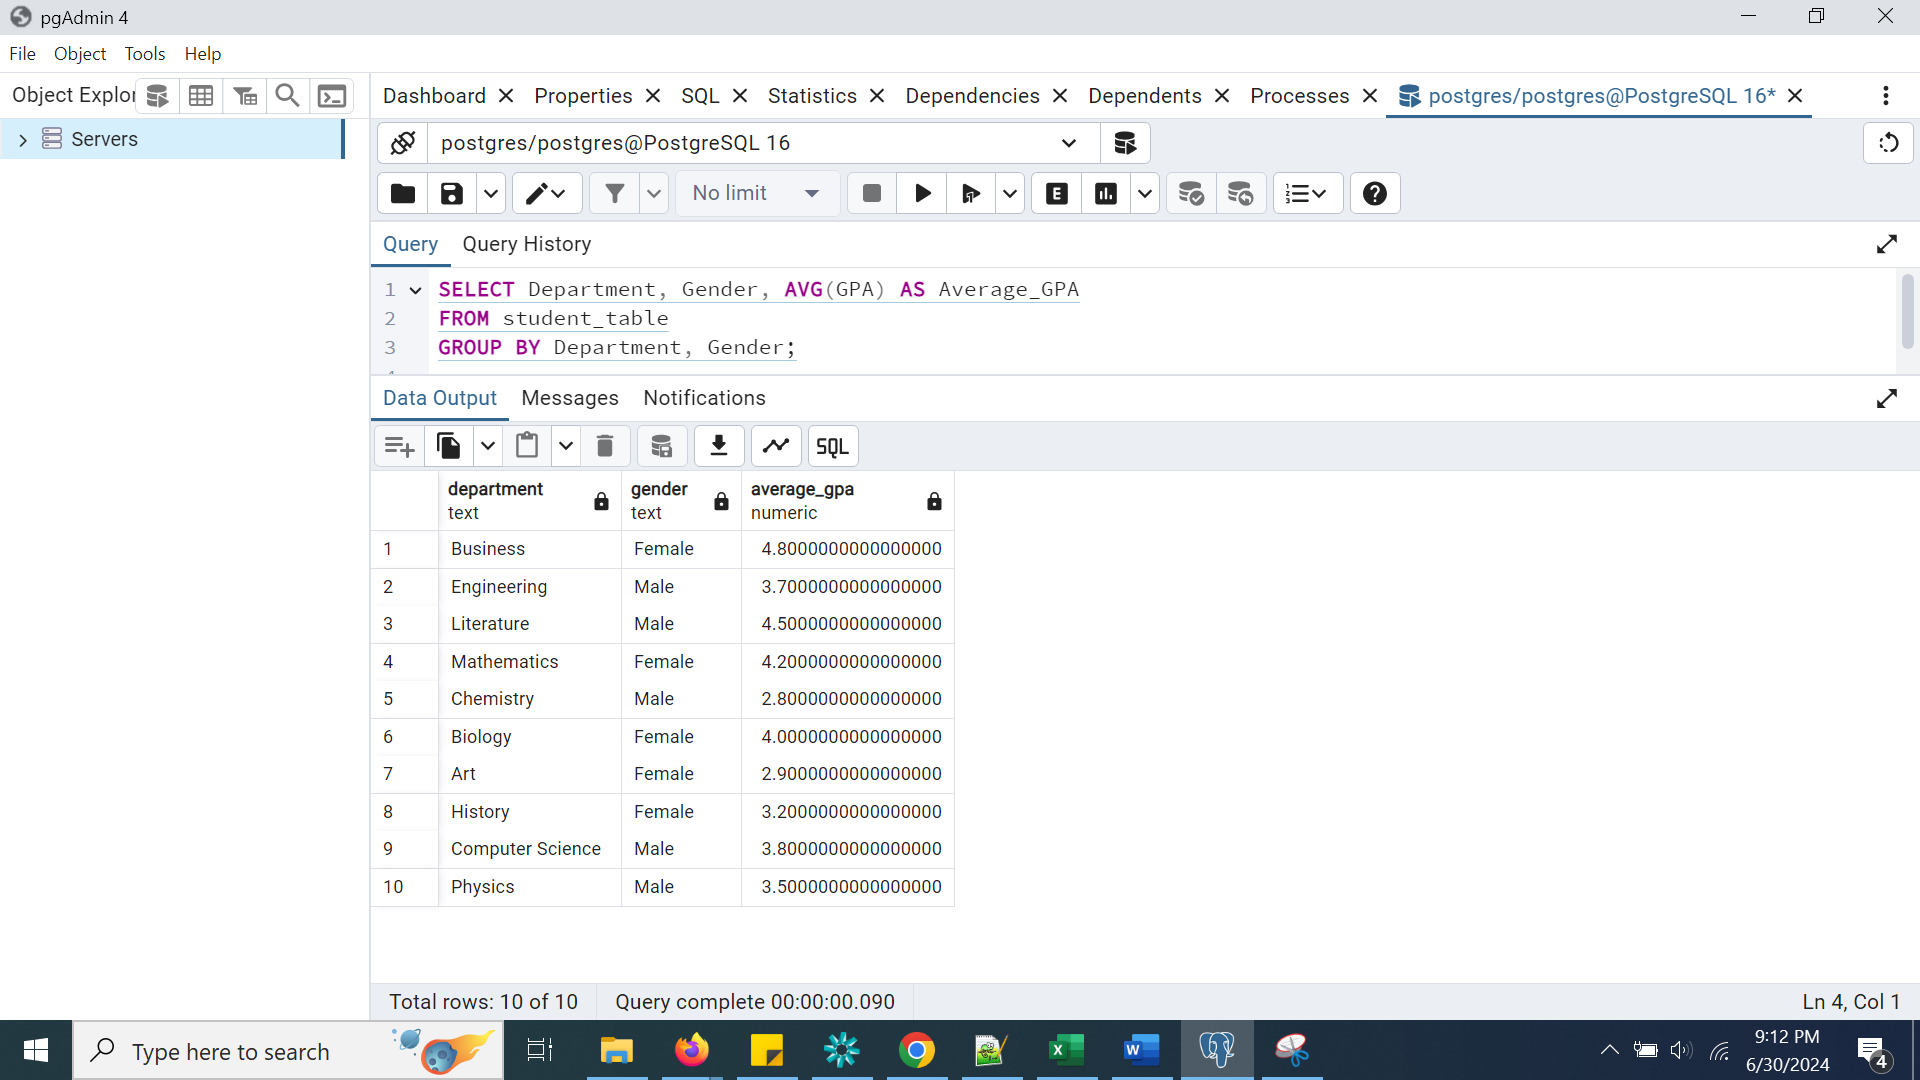 pgAdmin 4
File Object Tools Help
Object Explor
Dashboard Properties SQL Statistics Dependencies Dependents Processes postgres/postgres@PostgreSQL 16*
Servers
postgres/postgres@PostgreSQL 16
No limit E
Query Query History
1 SELECT Department, Gender, AVG(GPA) AS Average_GPA
2 FROM student_table
3 GROUP BY Department, Gender;
Data Output Messages Notifications
SQL
department gender average_gpa
text text numeric
1 Business Female 4.8000000000000000
2 Engineering Male 3.7000000000000000
3 Literature Male 4.5000000000000000
4 Mathematics Female 4.2000000000000000
5 Chemistry Male 2.8000000000000000
6 Biology Female 4.0000000000000000
7 Art Female 2.9000000000000000
8 History Female 3.2000000000000000
9 Computer Science Male 3.8000000000000000
10 Physics Male 3.5000000000000000
Total rows: 10 of 10 Query complete 00:00:00.090 Ln 4, Col 1
Type here to search
9:12 PM
6/30/2024
4